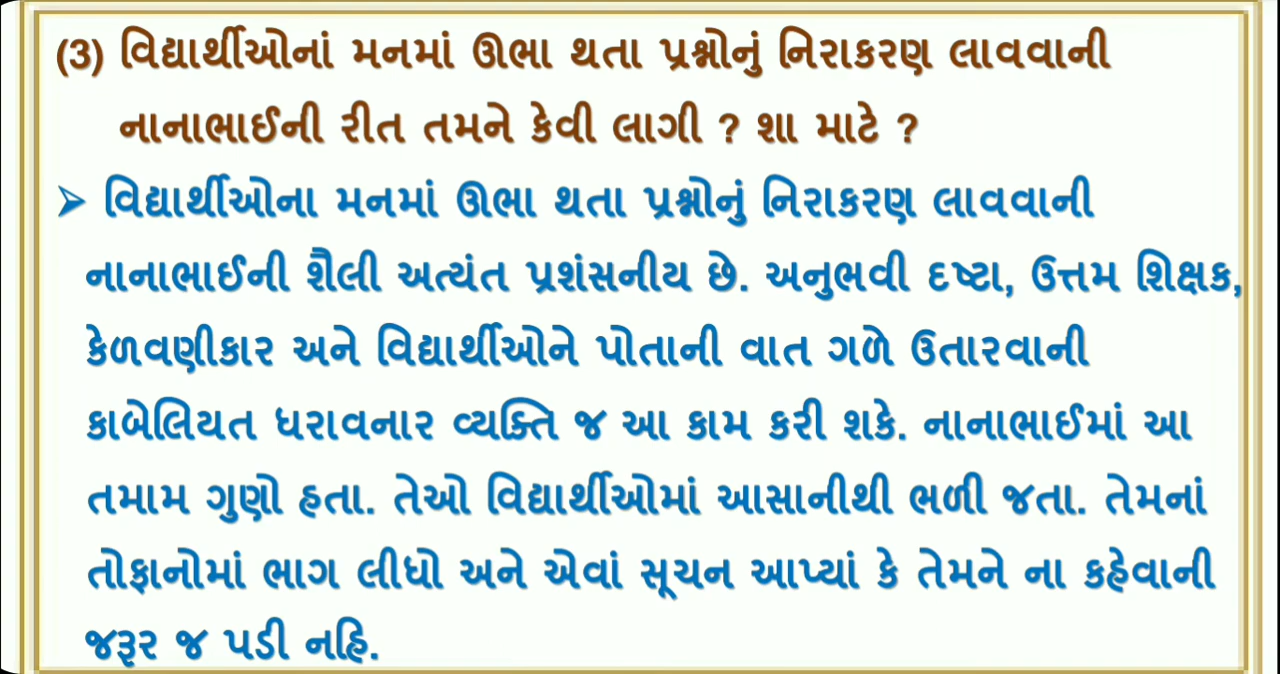 (3) વિદ્યાર્થીઓનાં મનમાં ઊભા થતા પ્રશ્નોનું નિરાકરણ લાવવાની
નાનાભાઈની રીત તમને કેવી લાગી ? શા માટે ?
➢ વિદ્યાર્થીઓના મનમાં ઊભા થતા પ્રશ્નોનું નિરાકરણ લાવવાની
નાનાભાઈની શૈલી અત્યંત પ્રશંસનીય છે. અનુભવી દષ્ટા, ઉત્તમ શિક્ષક,
કેળવણીકાર અને વિદ્યાર્થીઓને પોતાની વાત ગળે ઉતારવાની
કાબેલિયત ધરાવનાર વ્યક્તિ જ આ કામ કરી શકે. નાનાભાઈમાં આ
તમામ ગુણો હતા. તેઓ વિદ્યાર્થીઓમાં આસાનીથી ભળી જતા. તેમનાં
તોફાનોમાં ભાગ લીધો અને એવાં સૂચન આપ્યાં કે તેમને ના કહેવાની
જરૂર જ પડી નહિ.